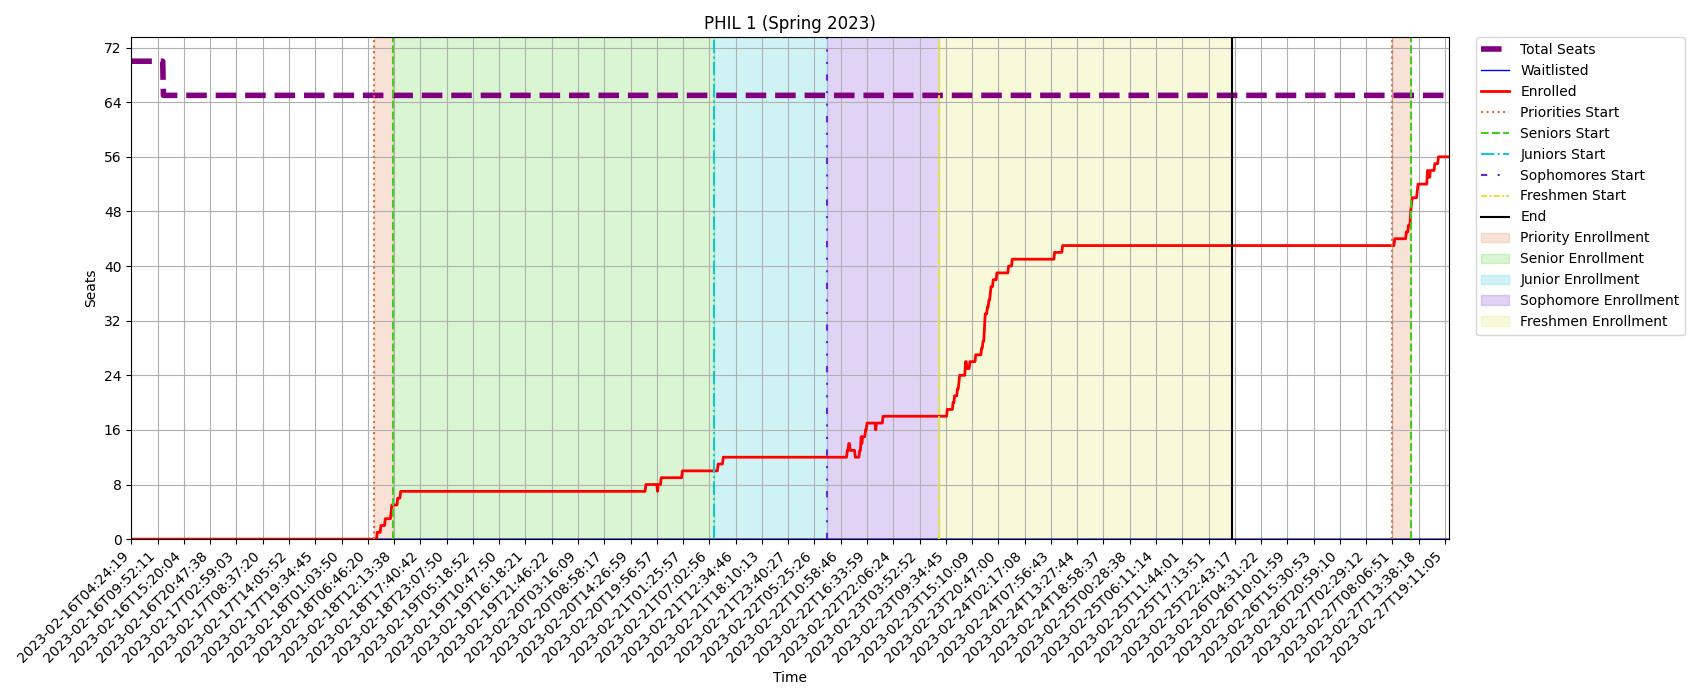 PHIL 1 (Spring 2023)
72
64
56
48
40
32
24
16
8
0
Seats
2023-02-16T04:24:19
2023-02-16T09:52:11
2023-02-16T15:20:04
2023-02-16T20:47:38
2023-02-17T02:59:03
2023-02-17T08:37:20
2023-02-17T14:05:52
2023-02-17T19:34:45
2023-02-18T01:03:50
2023-02-18T06:46:20
2023-02-18T12:13:38
2023-02-18T17:40:42
2023-02-18T23:07:50
2023-02-19T05:18:52
2023-02-19T10:47:50
2023-02-19T16:18:21
2023-02-19T21:46:22
2023-02-20T03:16:09
2023-02-20T08:58:17
2023-02-20T14:26:59
2023-02-20T19:56:57
2023-02-21T01:25:57
2023-02-21T07:02:56
2023-02-21T12:34:46
2023-02-21T18:10:13
2023-02-21T23:40:27
2023-02-22T05:25:26
2023-02-22T10:58:46
2023-02-22T16:33:59
2023-02-22T22:06:24
2023-02-23T03:52:52
2023-02-23T09:34:45
2023-02-23T15:10:09
2023-02-23T20:47:00
2023-02-24T02:17:08
2023-02-24T07:56:43
2023-02-24T13:27:44
2023-02-24T18:58:37
2023-02-25T00:28:38
2023-02-25T06:11:14
2023-02-25T11:44:01
2023-02-25T17:13:51
2023-02-25T22:43:17
2023-02-26T04:31:22
2023-02-26T10:01:59
2023-02-26T15:30:53
2023-02-26T20:59:10
2023-02-27T02:29:12
2023-02-27T08:06:51
2023-02-27T13:38:18
2023-02-27T19:11:05
Time
Total Seats
Waitlisted
Enrolled
Priorities Start
Seniors Start
Juniors Start
Sophomores Start
Freshmen Start
End
Priority Enrollment
Senior Enrollment
Junior Enrollment
Sophomore Enrollment
Freshmen Enrollment